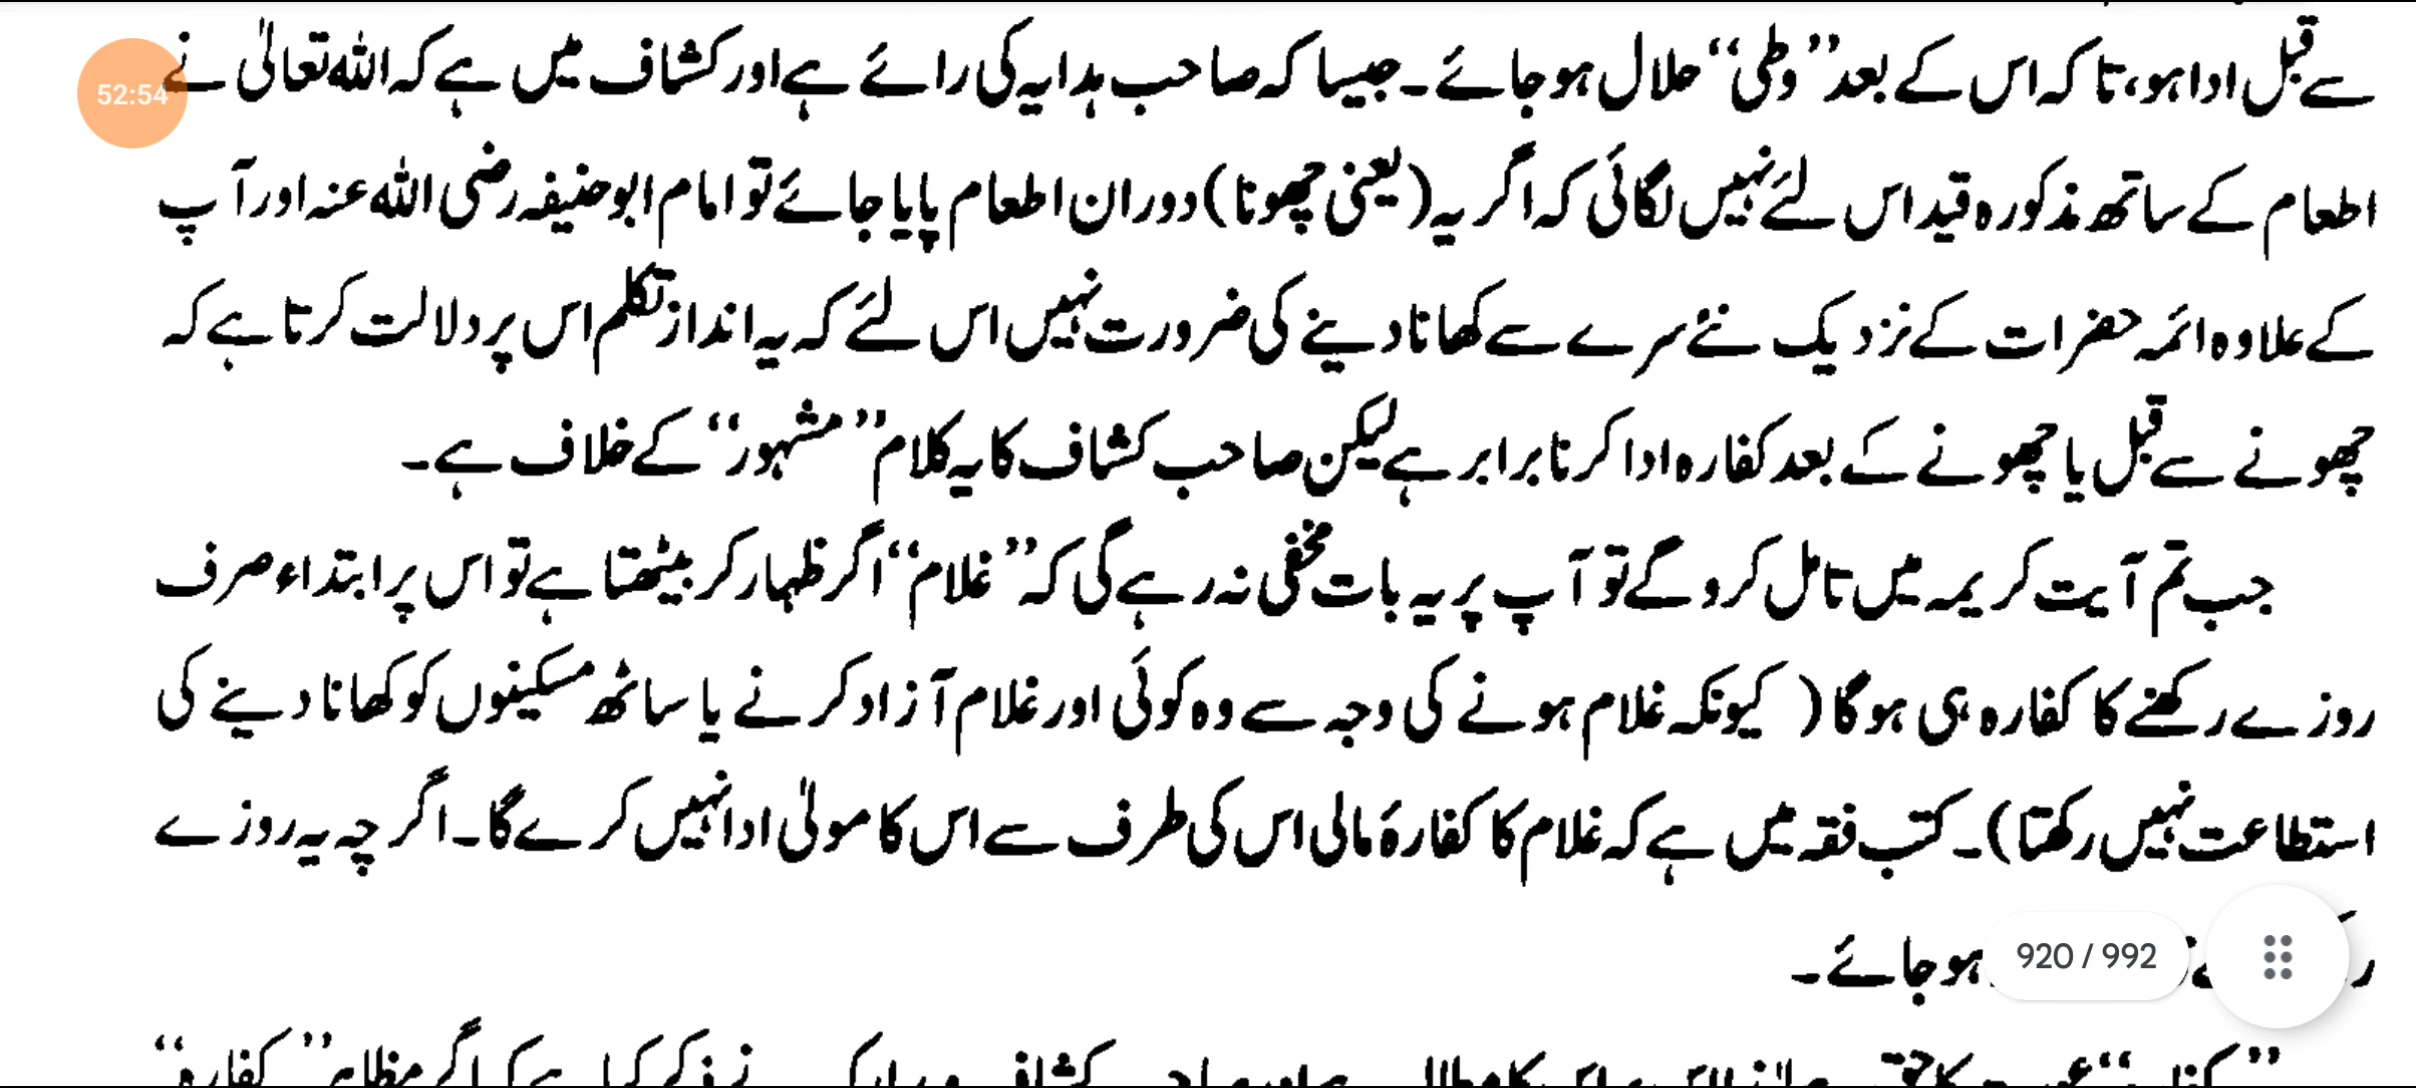 سے قبل ادا ہو، تا کہ اس کے بعد ’’وطی‘‘ حلال ہو جائے۔ جیسا کہ صاحب ہدایہ کی رائے ہے اور کشاف میں ہے کہ اللہ تعالیٰ نے
52:54
اطعام کے ساتھ مذکورہ قید اس لئے نہیں لگائی کہ اگر یہ (یعنی چھونا) دوران اطعام پایا جائے تو امام ابوحنیفہ رضی اللہ عنہ اور آپ
کے علاوہ ائمہ حضرات کے نزدیک نئے سرے سے کھانا دینے کی ضرورت نہیں اس لئے کہ یہ انداز تکلم اس پر دلالت کرتا ہے کہ
چھونے سے قبل یا چھونے کے بعد کفارہ ادا کرنا برابر ہے لیکن صاحب کشاف کا یہ کلام ’’مشہور‘‘ کے خلاف ہے۔
جب تم آیت کریمہ میں تامل کرو گے تو آپ پر یہ بات مخفی نہ رہے گی کہ ’’غلام‘‘ اگر ظہار کر بیٹھتا ہے تو اس پر ابتداء صرف
روزے رکھنے کا کفارہ ہی ہوگا (کیونکہ غلام ہونے کی وجہ سے وہ کوئی اور غلام آزاد کرنے یا ساٹھ مسکینوں کو کھانا دینے کی
استطاعت نہیں رکھتا)۔ کتب فقہ میں ہے کہ غلام کا کفارۂ مالی اس کی طرف سے اس کا مولیٰ ادا نہیں کرے گا۔ اگر چہ یہ روزے
ہو جائے۔
920 / 992